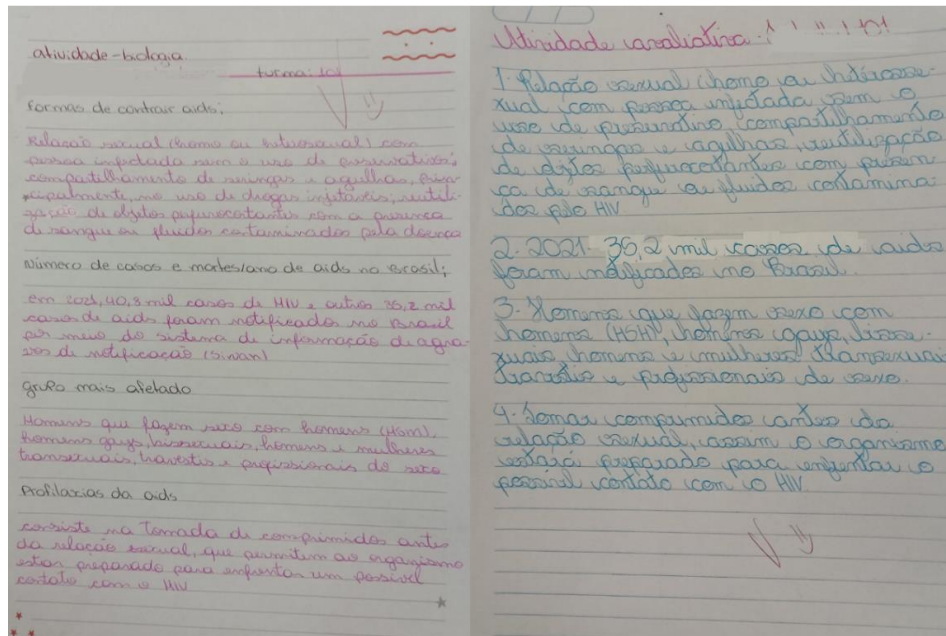 atividade-biologia
turma: 101
formas de contrair aids;
Relação sexual (homo ou heterosexual) com
pessoa infectada sem o uso de preservativos;
compartilhamento de seringas e agulhas, prin-
cipalmente, no uso de drogas injetáveis, reutili-
zação de objetos perfurocortantes com a presença
de sangue ou fluidos contaminados pela doença
Número de casos e mortes/ano de aids no Brasil;
em 2021, 40,8 mil casos de HIV e outros 35,2 mil
casos de aids foram notificados no Brasil
por meio do sistema de informação de agra-
vos de notificação (Sinan)
grupo mais afetado
Homens que fazem sexo com homens (HSM),
homens gays, bissexuais, homens e mulheres
transexuais, travestis e profissionais do sexo
Profilaxias da aids
consiste na Tomada de comprimidos antes
da relação sexual, que permitem ao organismo
estar preparado para enfrentar um possível
contato com o HIV
Atividade avaliativa
1. Relação sexual (homo ou héterosse-
xual com pessoa infectada sem o
uso de preservativo (compartilhamento
de seringas e agulhas, reutilização
de objetos perfurocotantes com presen-
ça de sangue ou fluidos contamina-
dos pelo HIV
2. 2021 35,2 mil casos de aids
foram notificados no Brasil.
3. Homens que fazem sexo com
homens (HSH), homens gays, bisse-
xuais homens e mulheres transexuais
travestis e profissionais de sexo.
4. Tomar comprimidos antes da
relação sexual, assim o organismo
estará preparado para enfrentar o
possível contato com o HIV